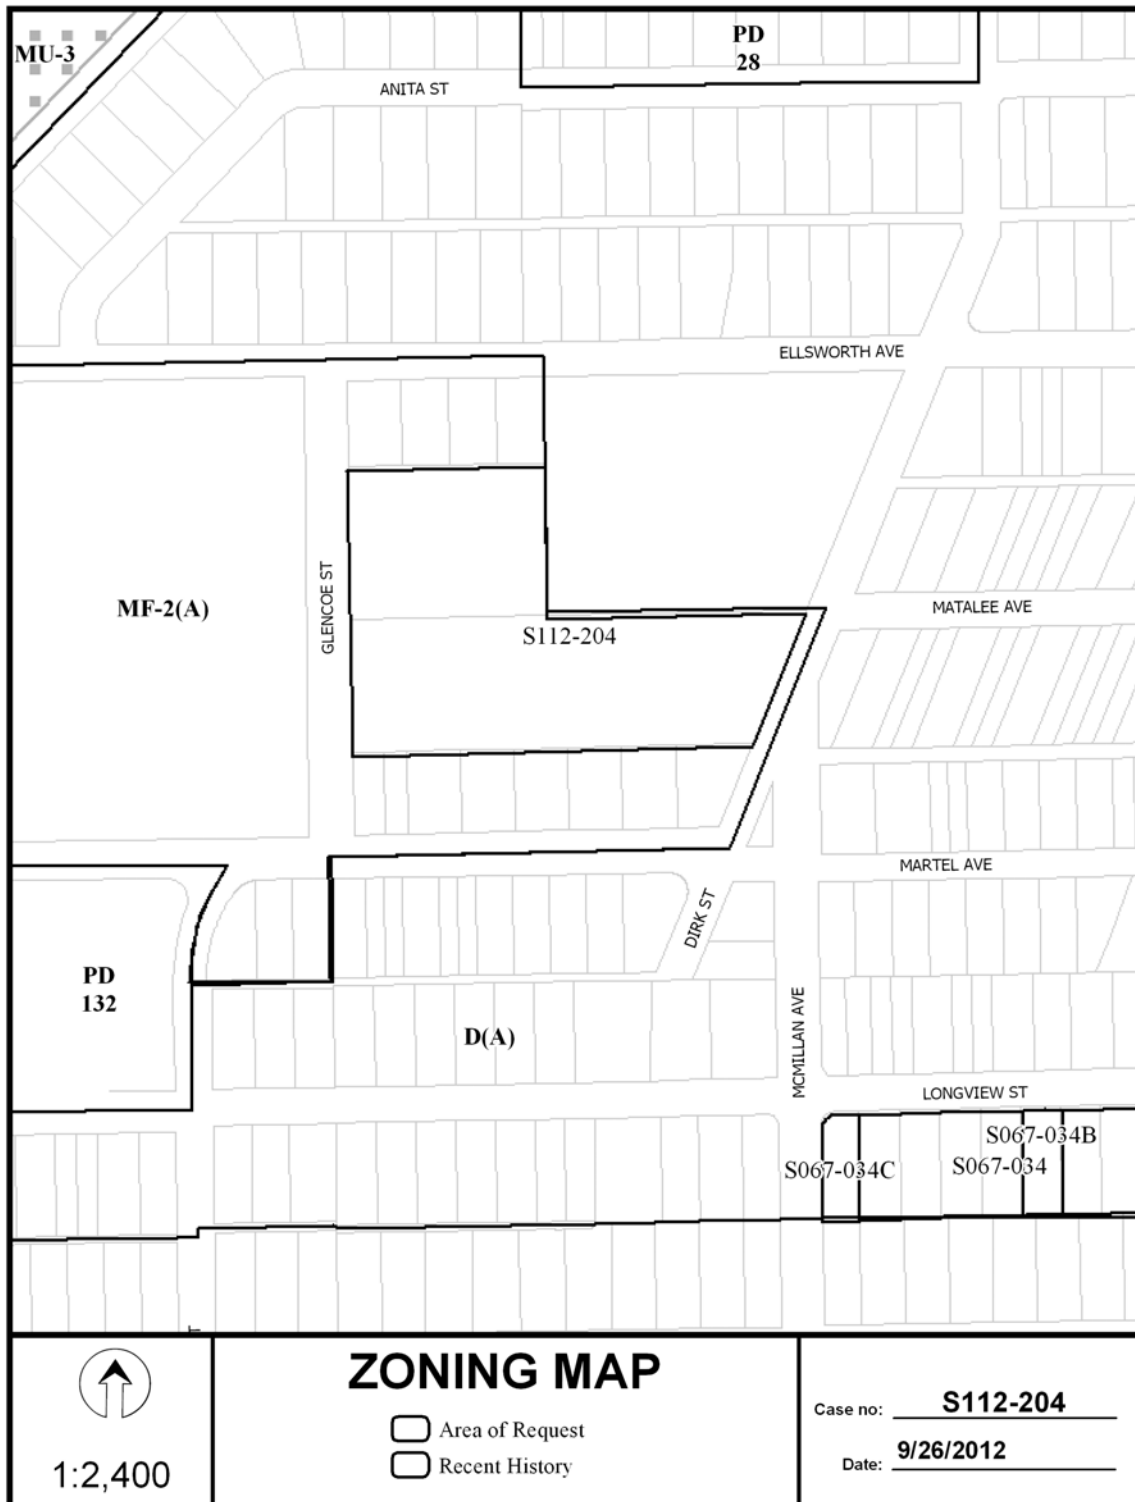 MU-3
PD
28
ANITA ST
ELLSWORTH AVE
MF-2(A)
GLENCOE ST
S112-204
MATALEE AVE
MARTEL AVE
DIRK ST
PD
132
D(A)
MCMILLAN AVE
LONGVIEW ST
S067-034B
S067-034
S067-034C
1:2,400
ZONING MAP
Area of Request
Recent History
Case no: S112-204
Date: 9/26/2012